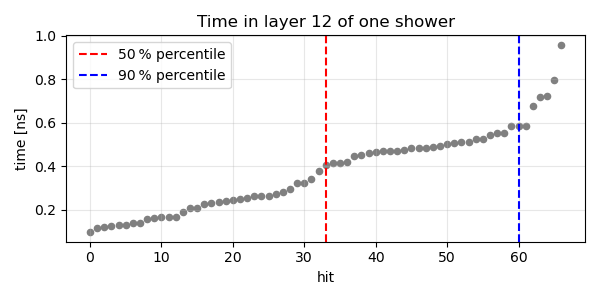 Time in layer 12 of one shower
50 % percentile
90 % percentile
time [ns]
1.0
0.8
0.6
0.4
0.2
0 10 20 30 40 50 60
hit